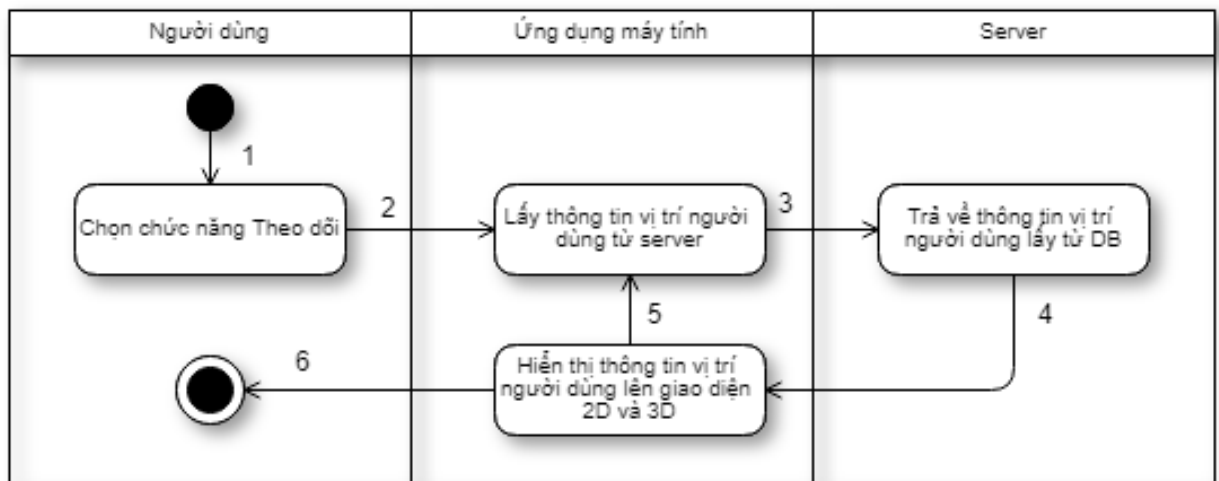 Người dùng
Ứng dụng máy tính
Server
1
Chọn chức năng Theo dõi
2
Lấy thông tin vị trí người
dùng từ server
3
Trả về thông tin vị trí
người dùng lấy từ DB
4
5
Hiển thị thông tin vị trí
người dùng lên giao diện
2D và 3D
6